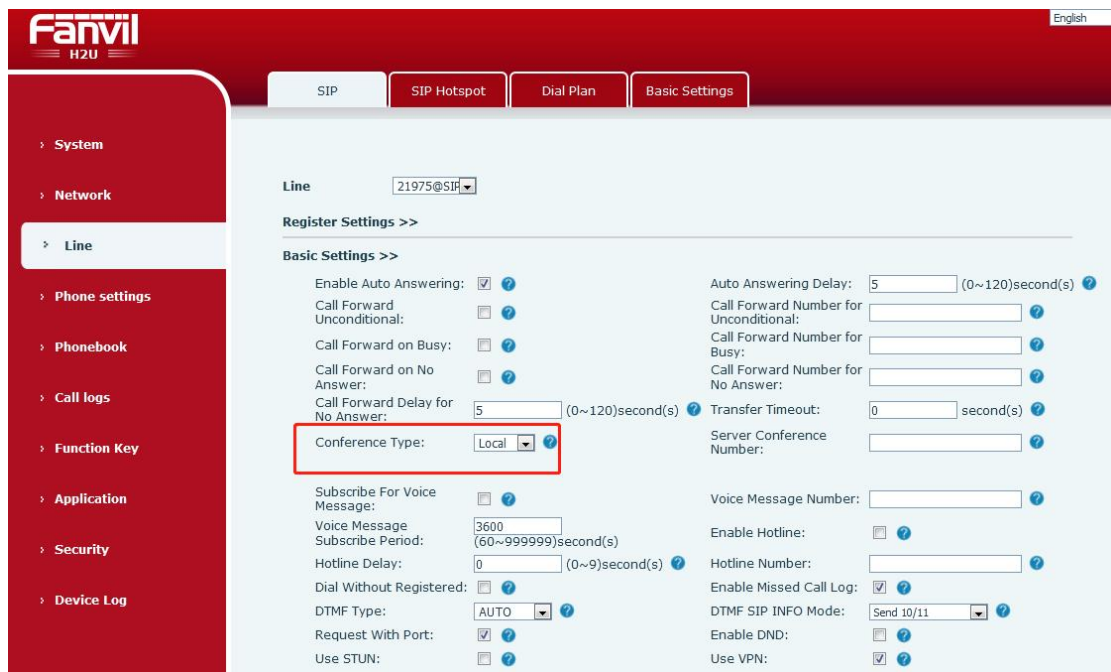 English
Fanvil
H2U
SIP
SIP Hotspot
Dial Plan
Basic Settings
› System
› Network
› Line
› Phone settings
› Phonebook
› Call logs
› Function Key
› Application
› Security
› Device Log
Line 21975@SIP
Register Settings >>
Basic Settings >>
Enable Auto Answering: ? Auto Answering Delay: 5 (0~120)second(s) ?
Call Forward Unconditional: ? Call Forward Number for Unconditional: ?
Call Forward on Busy: ? Call Forward Number for Busy: ?
Call Forward on No Answer: ? Call Forward Number for No Answer: ?
Call Forward Delay for No Answer: 5 (0~120)second(s) ? Transfer Timeout: 0 second(s) ?
Conference Type: Local ? Server Conference Number: ?
Subscribe For Voice Message: ? Voice Message Number: ?
Voice Message Subscribe Period: 3600 (60~999999)second(s) Enable Hotline: ?
Hotline Delay: 0 (0~9)second(s) ? Hotline Number: ?
Dial Without Registered: ? Enable Missed Call Log: ?
DTMF Type: AUTO ? DTMF SIP INFO Mode: Send 10/11 ?
Request With Port: ? Enable DND: ?
Use STUN: ? Use VPN: ?